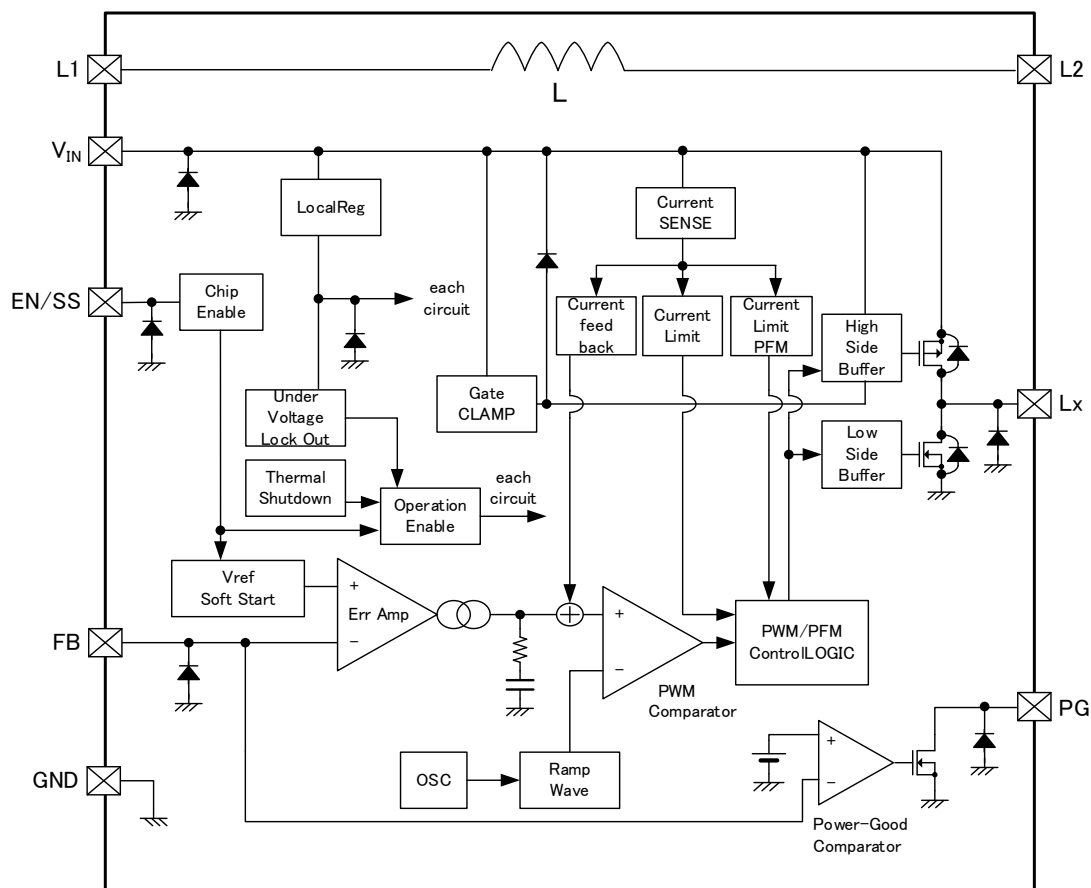 L1
L2
L
VIN
LocalReg
Current
SENSE
EN/SS
Chip
Enable
each
circuit
Current
feed
back
Current
Limit
Current
Limit
PFM
High
Side
Buffer
Under
Voltage
Lock Out
Gate
CLAMP
Lx
Low
Side
Buffer
Thermal
Shutdown
each
circuit
Operation
Enable
Vref
Soft Start
+
Err Amp
−
+
−
PWM
Comparator
PWM/PFM
ControlLOGIC
FB
PG
GND
OSC
Ramp
Wave
+
−
Power-Good
Comparator